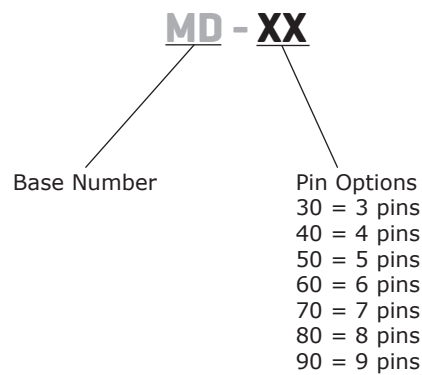 MD - XX
Base Number
Pin Options
30 = 3 pins
40 = 4 pins
50 = 5 pins
60 = 6 pins
70 = 7 pins
80 = 8 pins
90 = 9 pins